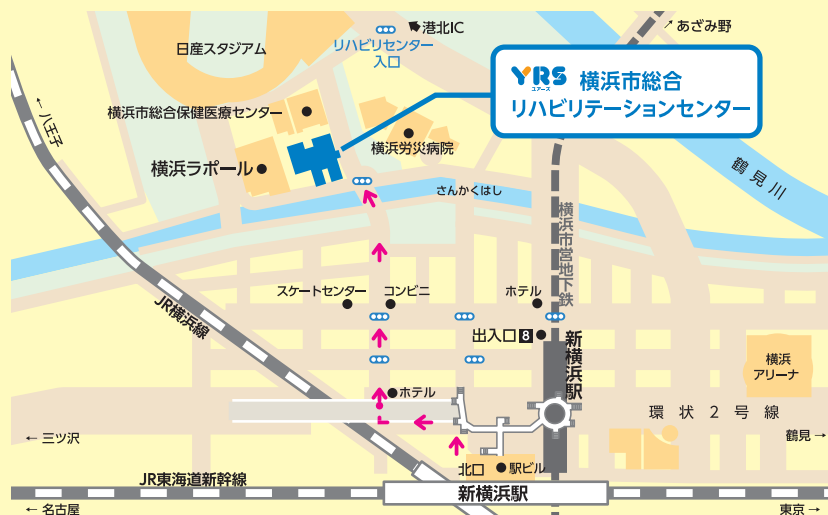 港北IC
あざみ野
日産スタジアム
リハビリセンター
入口
YRS
ユアーズ
横浜市総合
リハビリテーションセンター
八王子
横浜市総合保健医療センター
横浜労災病院
横浜ラポール
鶴見川
さんかくはし
横浜市営地下鉄
スケートセンター
コンビニ
ホテル
JR横浜線
出入口8
新横浜駅
横浜
アリーナ
ホテル
環状2号線
← 三ツ沢
鶴見 →
北口
駅ビル
JR東海道新幹線
新横浜駅
← 名古屋
東京 →